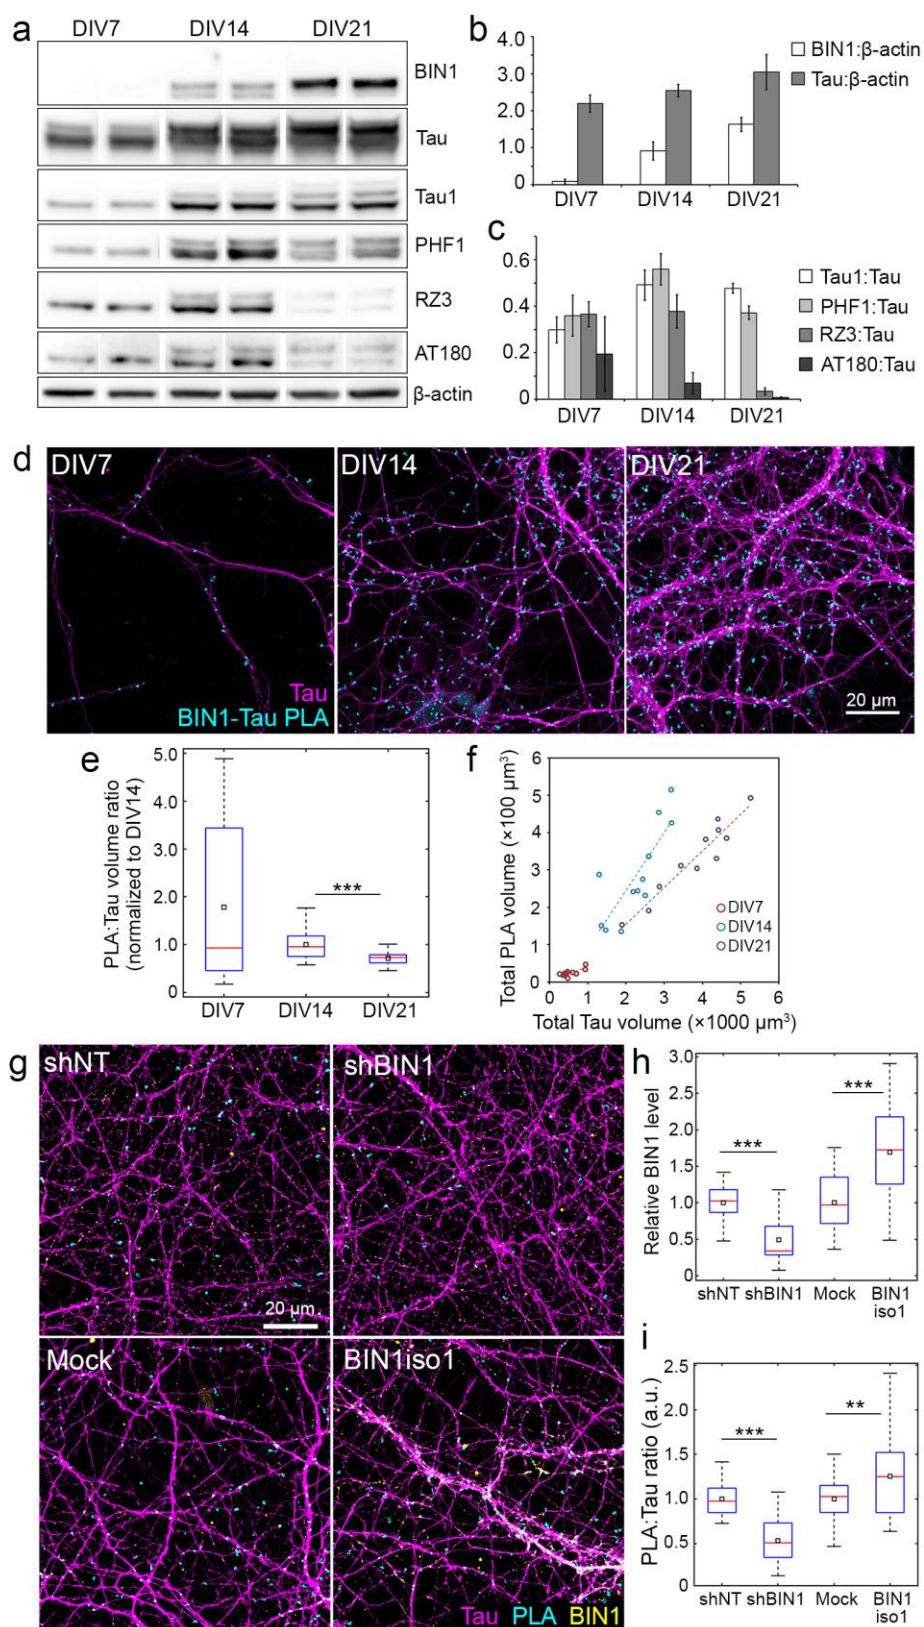 a
DIV7 DIV14 DIV21
BIN1
Tau
Tau1
PHF1
RZ3
AT180
β-actin
b
4.0
3.0
2.0
1.0
0
DIV7 DIV14 DIV21
BIN1:β-actin
Tau:β-actin
c
0.6
0.4
0.2
0
DIV7 DIV14 DIV21
Tau1:Tau
PHF1:Tau
RZ3:Tau
AT180:Tau
d
DIV7 DIV14 DIV21
Tau
BIN1-Tau PLA
20 µm
e
PLA:Tau volume ratio
(normalized to DIV14)
5.0
4.0
3.0
2.0
1.0
0
***
DIV7 DIV14 DIV21
f
Total PLA volume (×100 µm³)
6
5
4
3
2
1
0
DIV7
DIV14
DIV21
0 1 2 3 4 5 6
Total Tau volume (×1000 µm³)
g
shNT shBIN1
20 µm
Mock BIN1iso1
Tau PLA BIN1
h
Relative BIN1 level
3.0
2.5
2.0
1.5
1.0
0.5
0
*** ***
shNT shBIN1 Mock BIN1
iso1
i
PLA:Tau ratio (a.u.)
2.5
2.0
1.5
1.0
0.5
0
*** **
shNT shBIN1 Mock BIN1
iso1